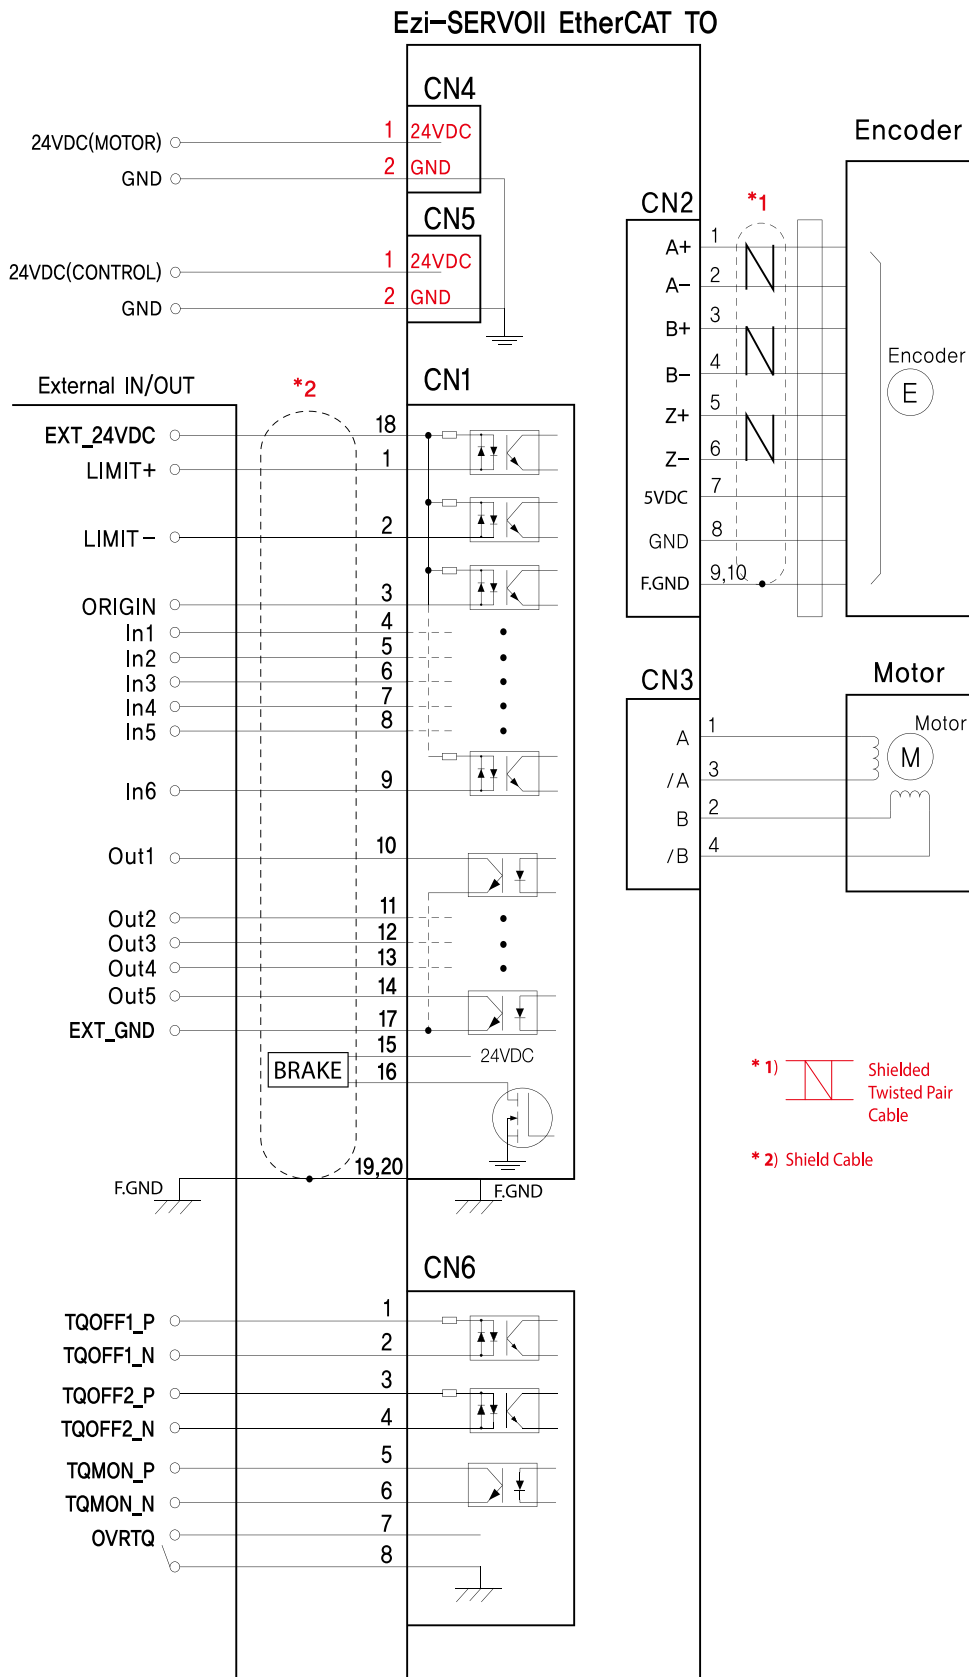 Ezi-SERVOII EtherCAT TO
CN4
24VDC(MOTOR) 1 24VDC
GND 2 GND
CN5
24VDC(CONTROL) 1 24VDC
GND 2 GND
External IN/OUT
*2
CN1
EXT_24VDC 18
LIMIT+ 1
LIMIT- 2
ORIGIN 3
In1 4
In2 5
In3 6
In4 7
In5 8
In6 9
Out1 10
Out2 11
Out3 12
Out4 13
Out5 14
EXT_GND 17
15 24VDC
BRAKE
16
19,20
F.GND
F.GND
CN6
TQOFF1_P 1
TQOFF1_N 2
TQOFF2_P 3
TQOFF2_N 4
TQMON_P 5
TQMON_N 6
OVRTQ 7
8
Encoder
CN2
*1
A+ 1
A- 2
B+ 3
B- 4
Z+ 5
Z- 6
5VDC 7
GND 8
F.GND 9,10
Encoder
E
CN3
Motor
A 1
/A 3
B 2
/B 4
Motor
M
* 1) Shielded
Twisted Pair
Cable
* 2) Shield Cable